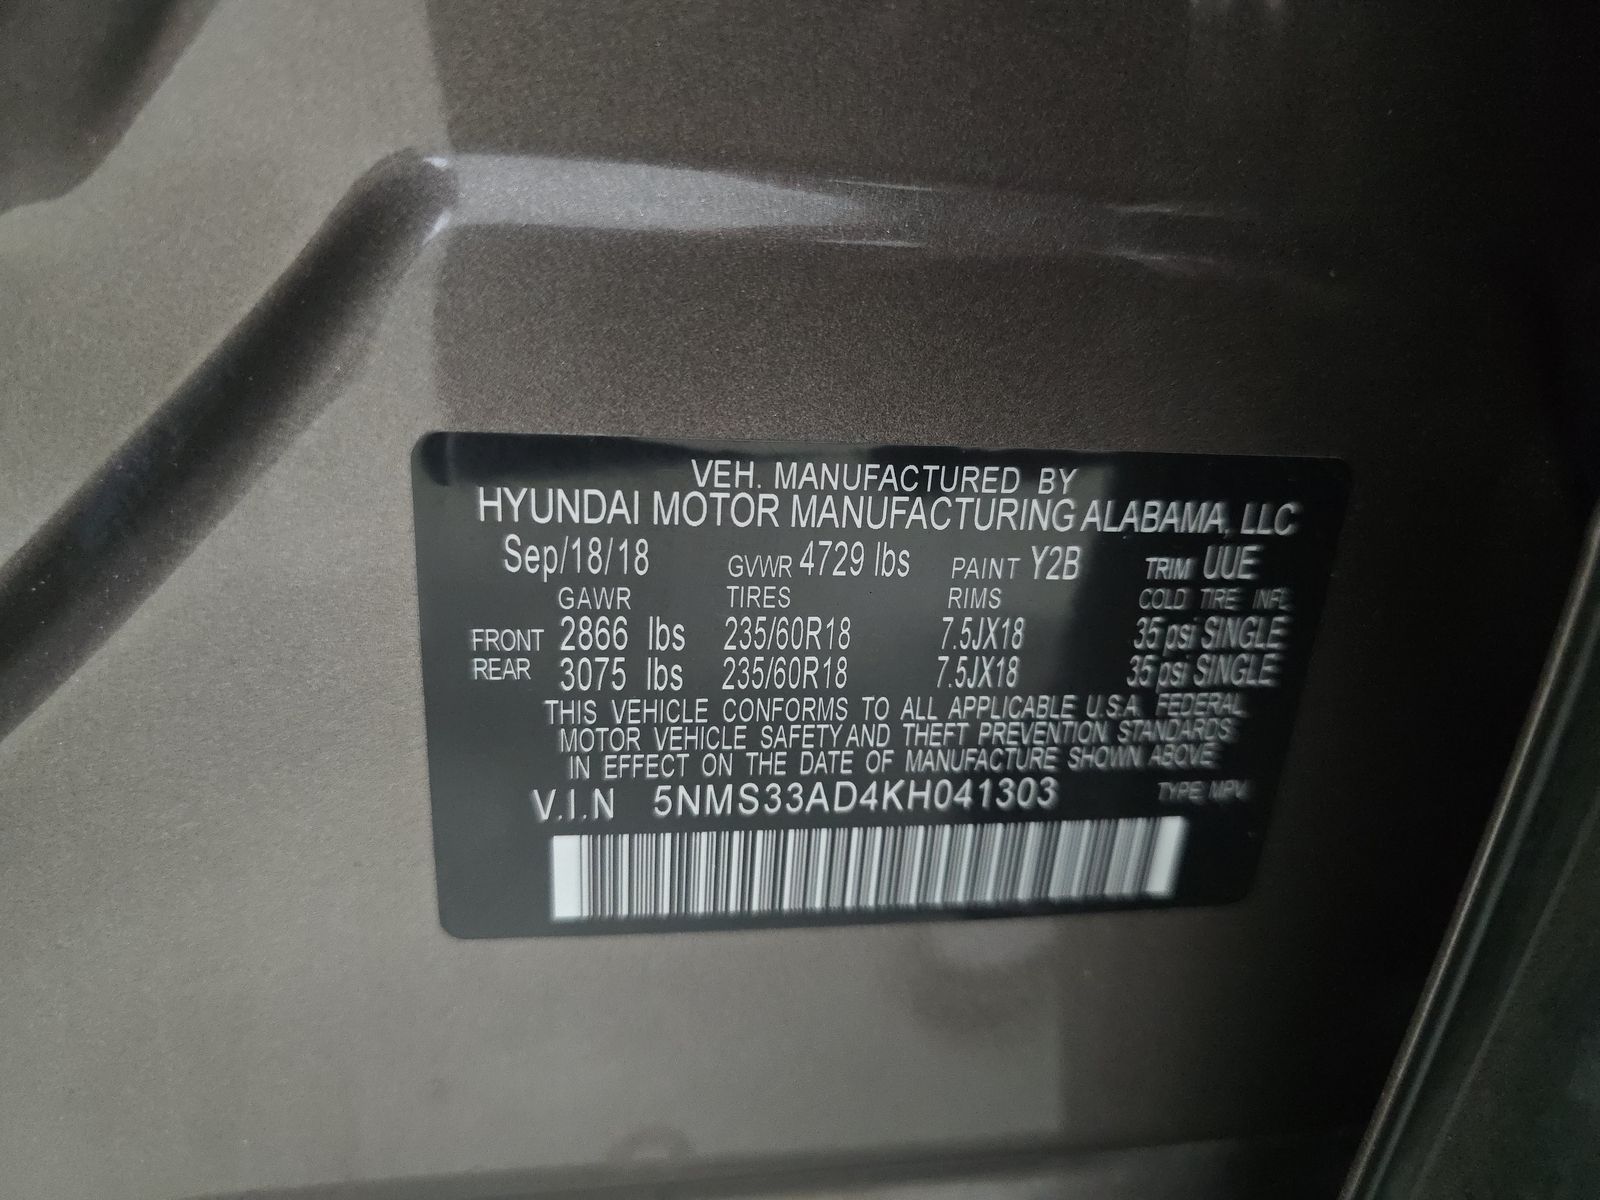 VEH. MANUFACTURED BY
HYUNDAI MOTOR MANUFACTURING ALABAMA, LLC
Sep/18/18 GVWR 4729 lbs PAINT Y2B TRIM UUE
GAWR TIRES RIMS COLD TIRE INFL
FRONT 2866 lbs 235/60R18 7.5JX18 35 psi SINGLE
REAR 3075 lbs 235/60R18 7.5JX18 35 psi SINGLE
THIS VEHICLE CONFORMS TO ALL APPLICABLE U.S.A. FEDERAL
MOTOR VEHICLE SAFETY AND THEFT PREVENTION STANDARDS
IN EFFECT ON THE DATE OF MANUFACTURE SHOWN ABOVE
V.I.N 5NMS33AD4KH041303 TYPE: MPV